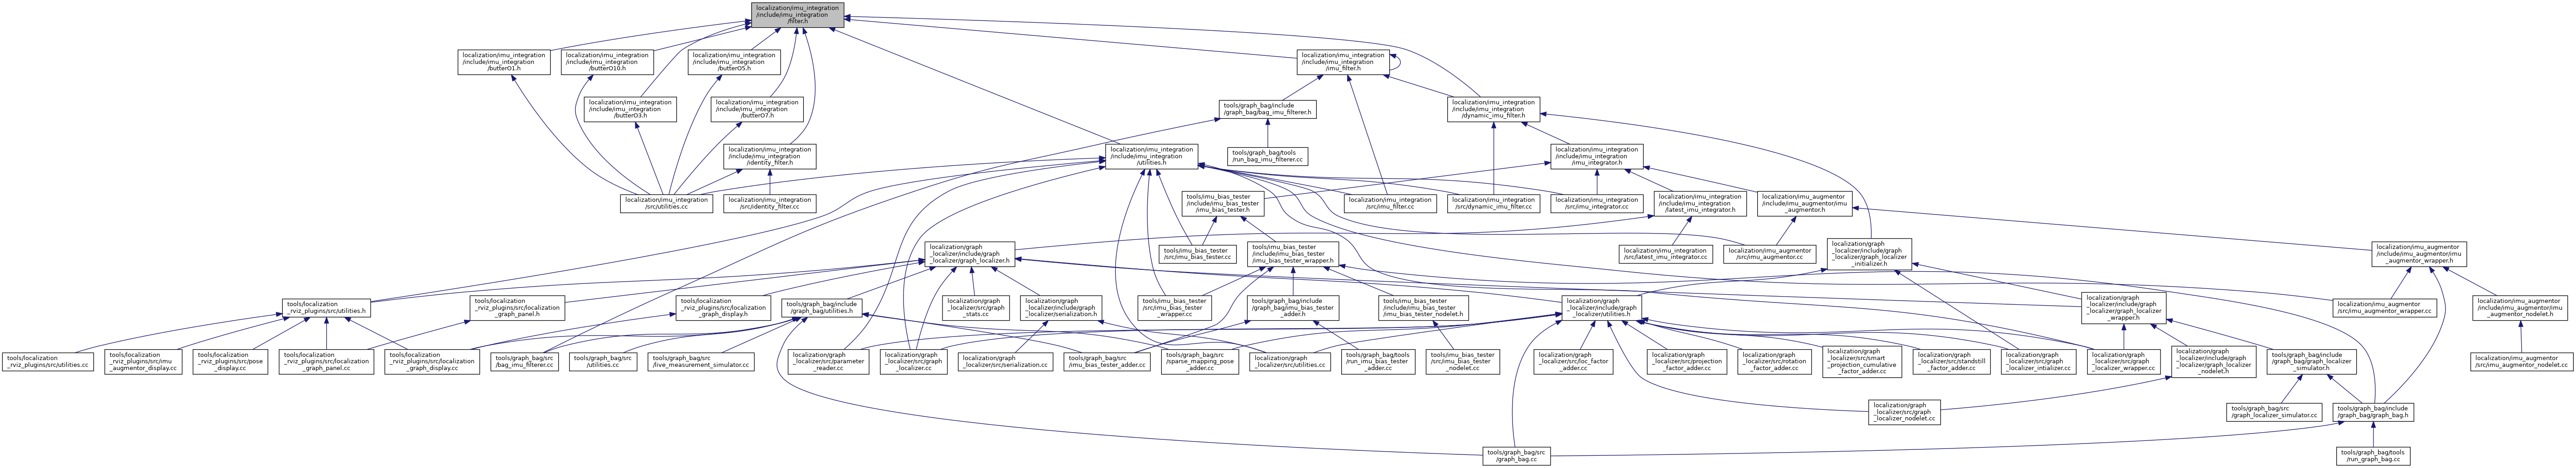 localization/imu_integration
/include/imu_integration
/filter.h
localization/imu_integration
/include/imu_integration
/butterO1.h
localization/imu_integration
/include/imu_integration
/butterO10.h
localization/imu_integration
/include/imu_integration
/butterO5.h
localization/imu_integration
/include/imu_integration
/imu_filter.h
localization/imu_integration
/include/imu_integration
/butterO3.h
localization/imu_integration
/include/imu_integration
/butterO7.h
tools/graph_bag/include
/graph_bag/bag_imu_filterer.h
localization/imu_integration
/include/imu_integration
/dynamic_imu_filter.h
localization/imu_integration
/include/imu_integration
/identity_filter.h
localization/imu_integration
/include/imu_integration
/utilities.h
tools/graph_bag/tools
/run_bag_imu_filterer.cc
localization/imu_integration
/include/imu_integration
/imu_integrator.h
localization/imu_integration
/src/utilities.cc
localization/imu_integration
/src/identity_filter.cc
tools/imu_bias_tester
/include/imu_bias_tester
/imu_bias_tester.h
localization/imu_integration
/src/imu_filter.cc
localization/imu_integration
/src/dynamic_imu_filter.cc
localization/imu_integration
/src/imu_integrator.cc
localization/imu_integration
/include/imu_integration
/latest_imu_integrator.h
localization/imu_augmentor
/include/imu_augmentor/imu
_augmentor.h
localization/graph
_localizer/include/graph
_localizer/graph_localizer.h
tools/imu_bias_tester
/src/imu_bias_tester.cc
tools/imu_bias_tester
/include/imu_bias_tester
/imu_bias_tester_wrapper.h
localization/imu_integration
/src/latest_imu_integrator.cc
localization/imu_augmentor
/src/imu_augmentor.cc
localization/graph
_localizer/include/graph
_localizer/graph_localizer
_initializer.h
localization/imu_augmentor
/include/imu_augmentor/imu
_augmentor_wrapper.h
tools/localization
_rviz_plugins/src/utilities.h
tools/localization
_rviz_plugins/src/localization
_graph_panel.h
tools/localization
_rviz_plugins/src/localization
_graph_display.h
tools/graph_bag/include
/graph_bag/utilities.h
localization/graph
_localizer/src/graph
_stats.cc
localization/graph
_localizer/include/graph
_localizer/serialization.h
tools/imu_bias_tester
/src/imu_bias_tester
_wrapper.cc
tools/graph_bag/include
/graph_bag/imu_bias_tester
_adder.h
tools/imu_bias_tester
/include/imu_bias_tester
/imu_bias_tester_nodelet.h
localization/graph
_localizer/include/graph
_localizer/utilities.h
localization/graph
_localizer/include/graph
_localizer/graph_localizer
_wrapper.h
localization/imu_augmentor
/src/imu_augmentor_wrapper.cc
localization/imu_augmentor
/include/imu_augmentor/imu
_augmentor_nodelet.h
tools/localization
_rviz_plugins/src/utilities.cc
tools/localization
_rviz_plugins/src/imu
_augmentor_display.cc
tools/localization
_rviz_plugins/src/pose
_display.cc
tools/localization
_rviz_plugins/src/localization
_graph_panel.cc
tools/localization
_rviz_plugins/src/localization
_graph_display.cc
tools/graph_bag/src
/bag_imu_filterer.cc
tools/graph_bag/src
/utilities.cc
tools/graph_bag/src
/live_measurement_simulator.cc
localization/graph
_localizer/src/parameter
_reader.cc
localization/graph
_localizer/src/graph
_localizer.cc
localization/graph
_localizer/src/serialization.cc
tools/graph_bag/src
/imu_bias_tester_adder.cc
tools/graph_bag/src
/sparse_mapping_pose
_adder.cc
localization/graph
_localizer/src/utilities.cc
tools/graph_bag/tools
/run_imu_bias_tester
_adder.cc
tools/imu_bias_tester
/src/imu_bias_tester
_nodelet.cc
localization/graph
_localizer/src/loc_factor
_adder.cc
localization/graph
_localizer/src/projection
_factor_adder.cc
localization/graph
_localizer/src/rotation
_factor_adder.cc
localization/graph
_localizer/src/smart
_projection_cumulative
_factor_adder.cc
localization/graph
_localizer/src/standstill
_factor_adder.cc
localization/graph
_localizer/src/graph
_localizer_intializer.cc
localization/graph
_localizer/src/graph
_localizer_wrapper.cc
localization/graph
_localizer/include/graph
_localizer/graph_localizer
_nodelet.h
tools/graph_bag/include
/graph_bag/graph_localizer
_simulator.h
localization/imu_augmentor
/src/imu_augmentor_nodelet.cc
localization/graph
_localizer/src/graph
_localizer_nodelet.cc
tools/graph_bag/src
/graph_localizer_simulator.cc
tools/graph_bag/include
/graph_bag/graph_bag.h
tools/graph_bag/src
/graph_bag.cc
tools/graph_bag/tools
/run_graph_bag.cc